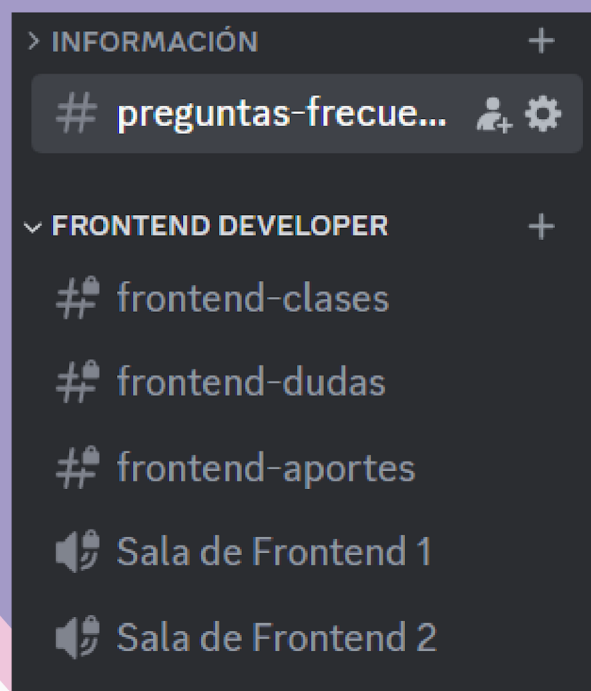 INFORMACIÓN
preguntas-frecue...
FRONTEND DEVELOPER
frontend-clases
frontend-dudas
frontend-aportes
Sala de Frontend 1
Sala de Frontend 2